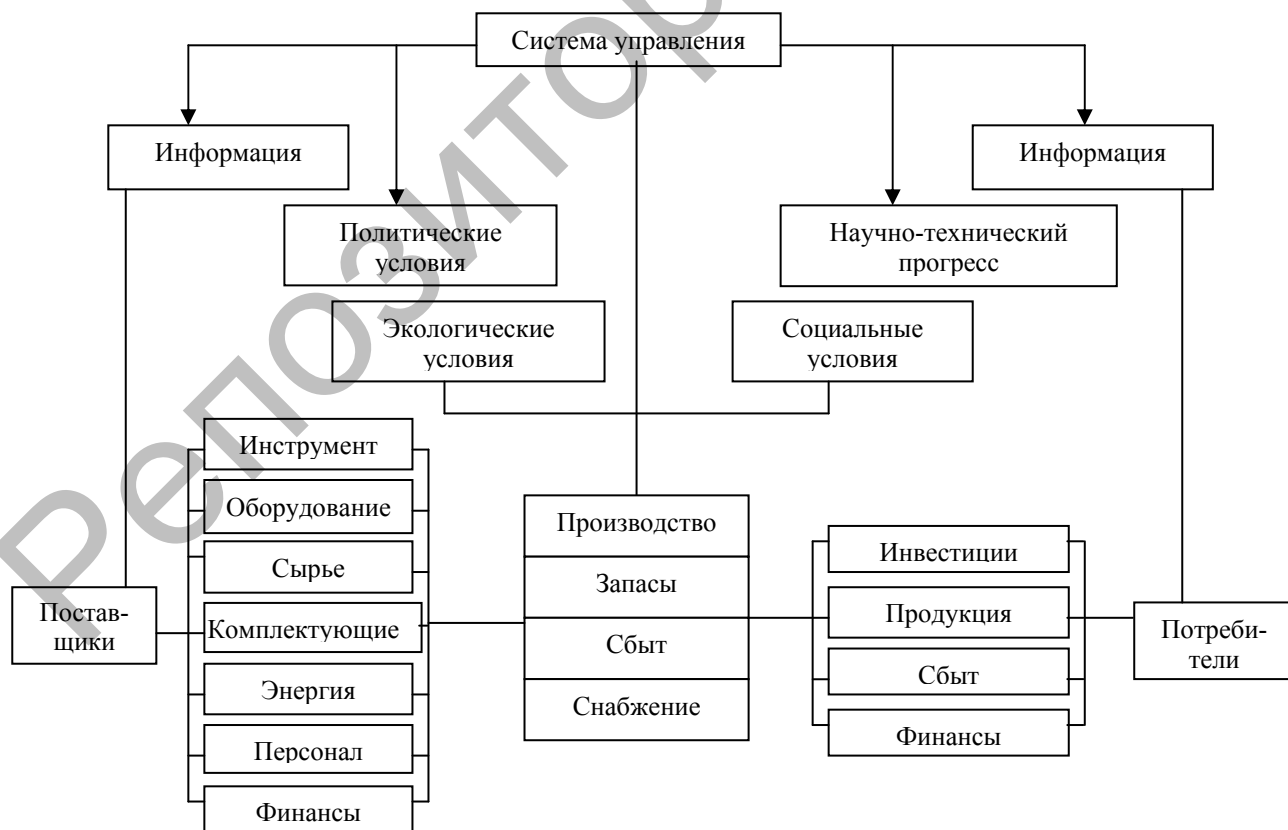 Система управления
Информация
Информация
Политические
условия
Научно-технический
прогресс
Экологические
условия
Социальные
условия
Инструмент
Оборудование
Сырье
Комплектующие
Энергия
Персонал
Финансы
Постав-
щики
Производство
Запасы
Сбыт
Снабжение
Инвестиции
Продукция
Сбыт
Финансы
Потреби-
тели
Репозитор